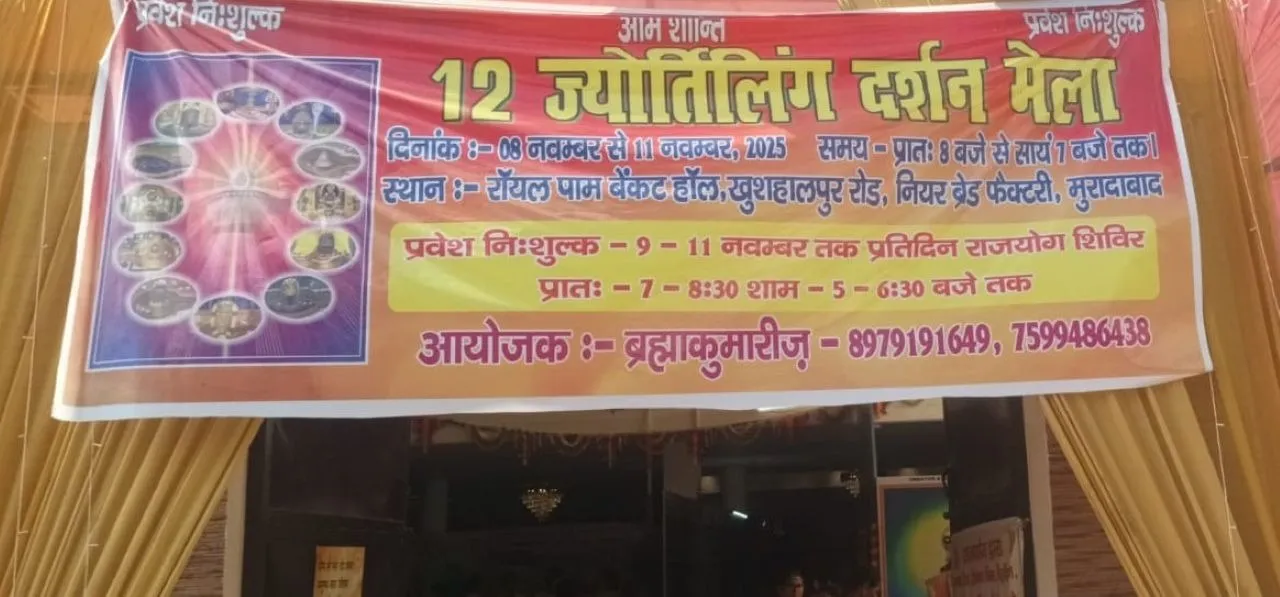 प्रवेश नि:शुल्क
ओम शान्ति
प्रवेश नि:शुल्क
12 ज्योर्तिलिंग दर्शन मेला
दिनांक :- 08 नवम्बर से 11 नवम्बर, 2025 समय - प्रात: 8 बजे से सायं 7 बजे तक।
स्थान :- रॉयल पाम बैंकट हॉल,खुशहालपुर रोड, नियर ब्रेड फैक्टरी, मुरादाबाद
प्रवेश नि:शुल्क - 9 - 11 नवम्बर तक प्रतिदिन राजयोग शिविर
प्रात: - 7 - 8:30 शाम - 5 - 6:30 बजे तक
आयोजक :- ब्रह्माकुमारीज़ - 8979191649, 7599486438